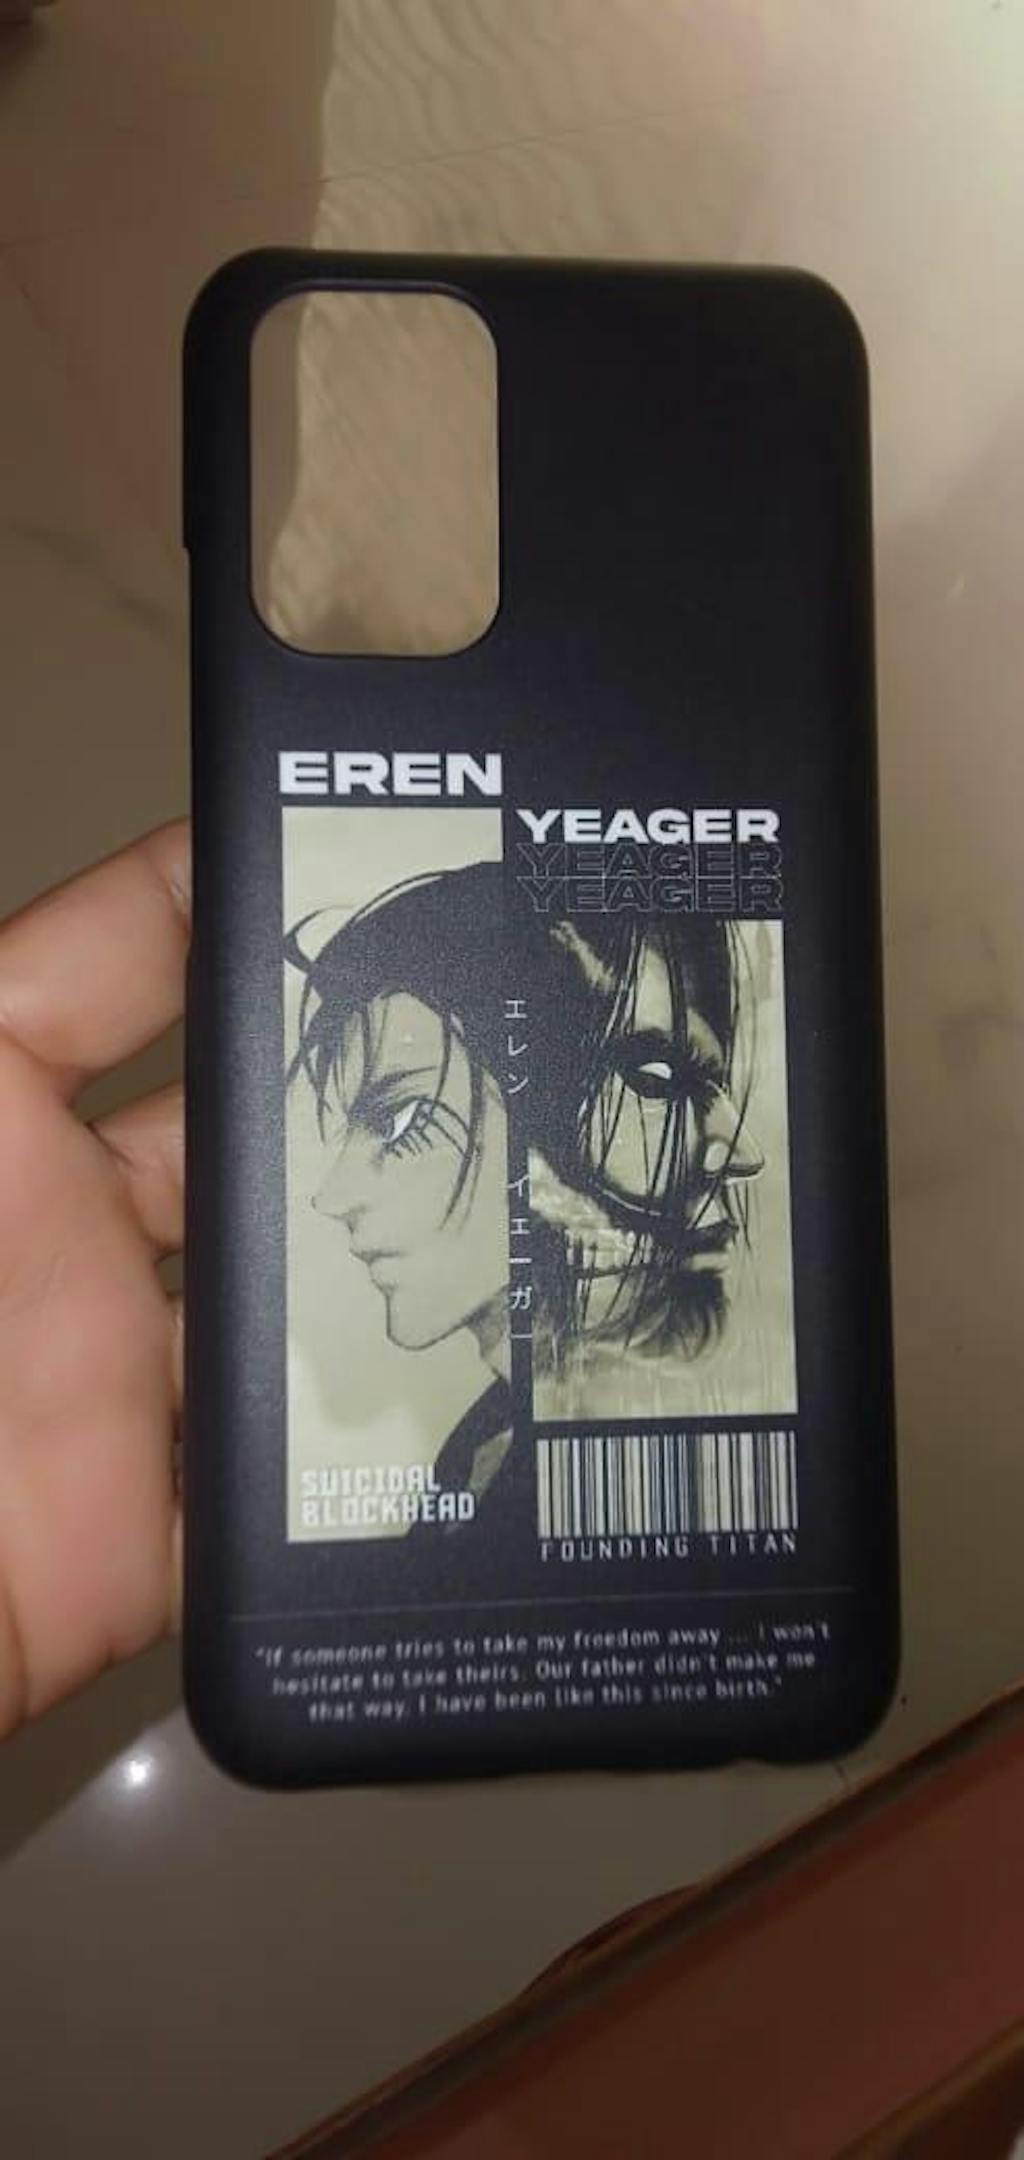 EREN
YEAGER
YEAGER
YEAGER
エレン イェーガー
SUICIDAL
BLOCKHEAD
FOUNDING TITAN
"If someone tries to take my freedom away ... I won't
hesitate to take theirs. Our father didn't make me
that way. I have been like this since birth."